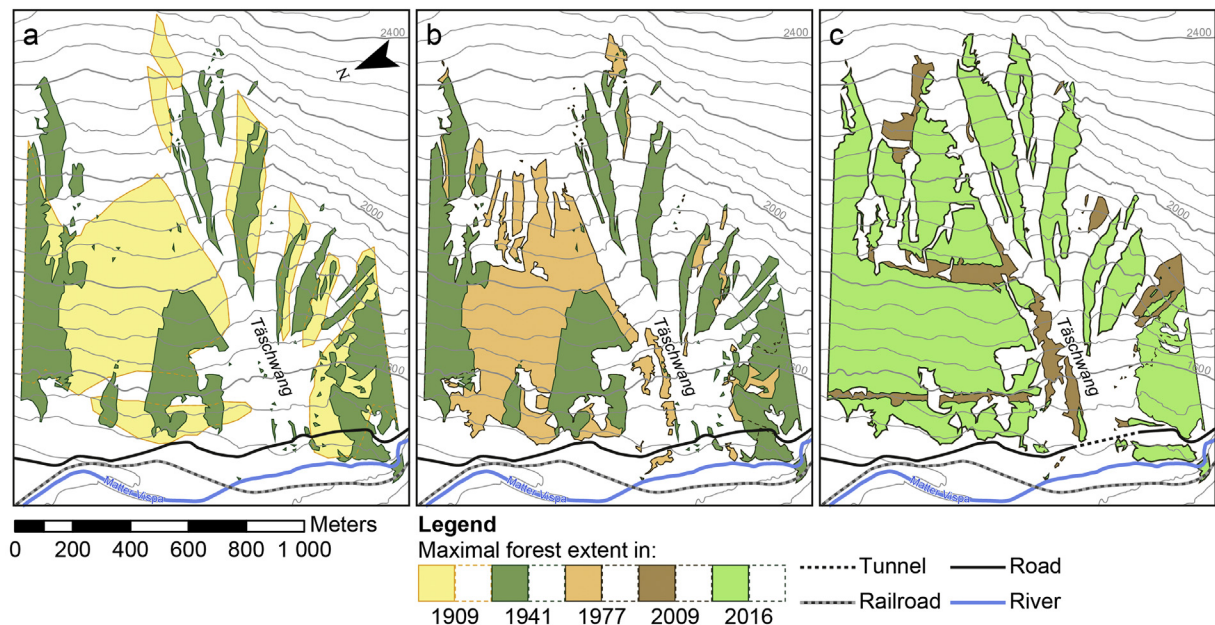 a
b
c
2400
2400
2400
N
2000
2000
2000
Täschwang
Täschwang
Täschwang
1600
Matter Vispa
Matter Vispa
Matter Vispa
Meters
0 200 400 600 800 1 000
Legend
Maximal forest extent in:
1909 1941 1977 2009 2016
Tunnel
Road
Railroad
River